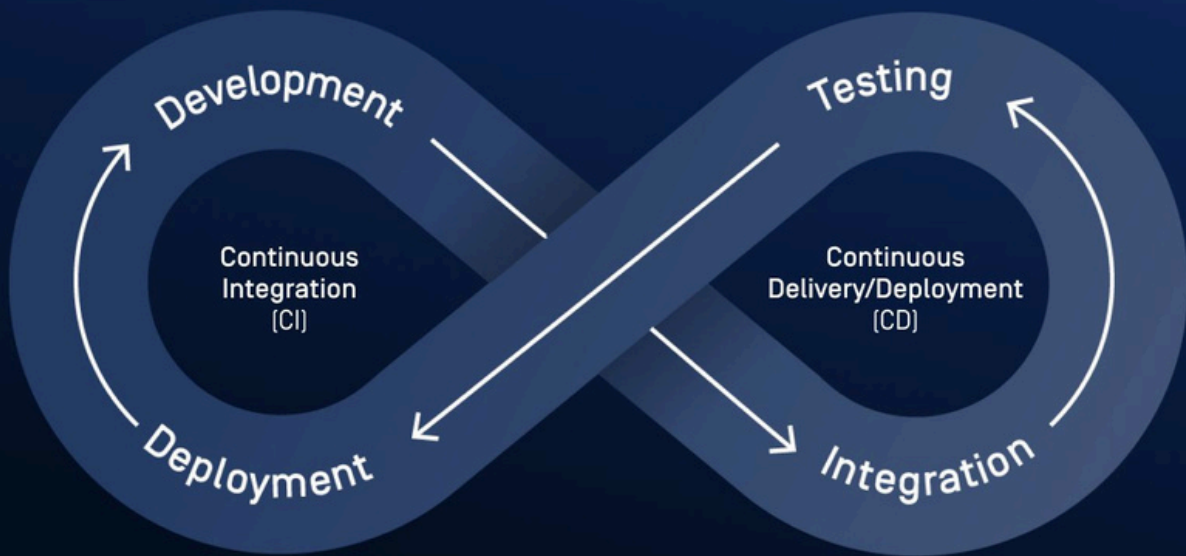 Development
Testing
Continuous
Integration
(CI)
Continuous
Delivery/Deployment
(CD)
Deployment
Integration